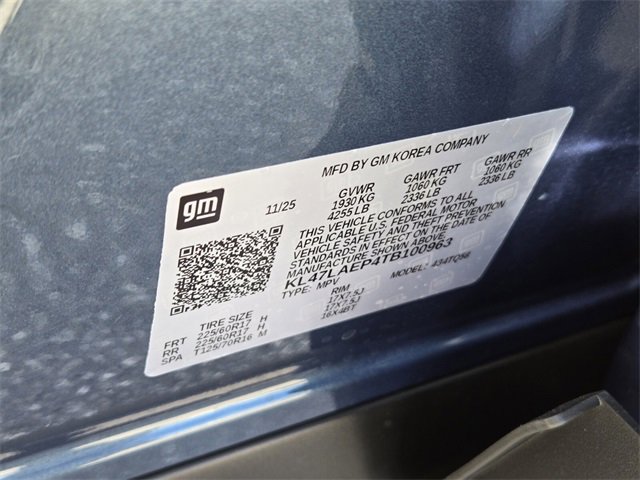 MFD BY GM KOREA COMPANY
gm
11/25
GVWR GAWR FRT GAWR RR
1930 KG 1060 KG 1060 KG
4255 LB 2336 LB 2336 LB
THIS VEHICLE CONFORMS TO ALL
APPLICABLE U.S. FEDERAL MOTOR
VEHICLE SAFETY AND THEFT PREVENTION
STANDARDS IN EFFECT ON THE DATE OF
MANUFACTURE SHOWN ABOVE.
KL47LAEP4TB100963
TYPE: MPV MODEL: 434TQ58
TIRE SIZE RIM
FRT 225/60R17 H 17X7.5J
RR 225/60R17 H 17X7.5J
SPA T125/70R16 M 16X4BT